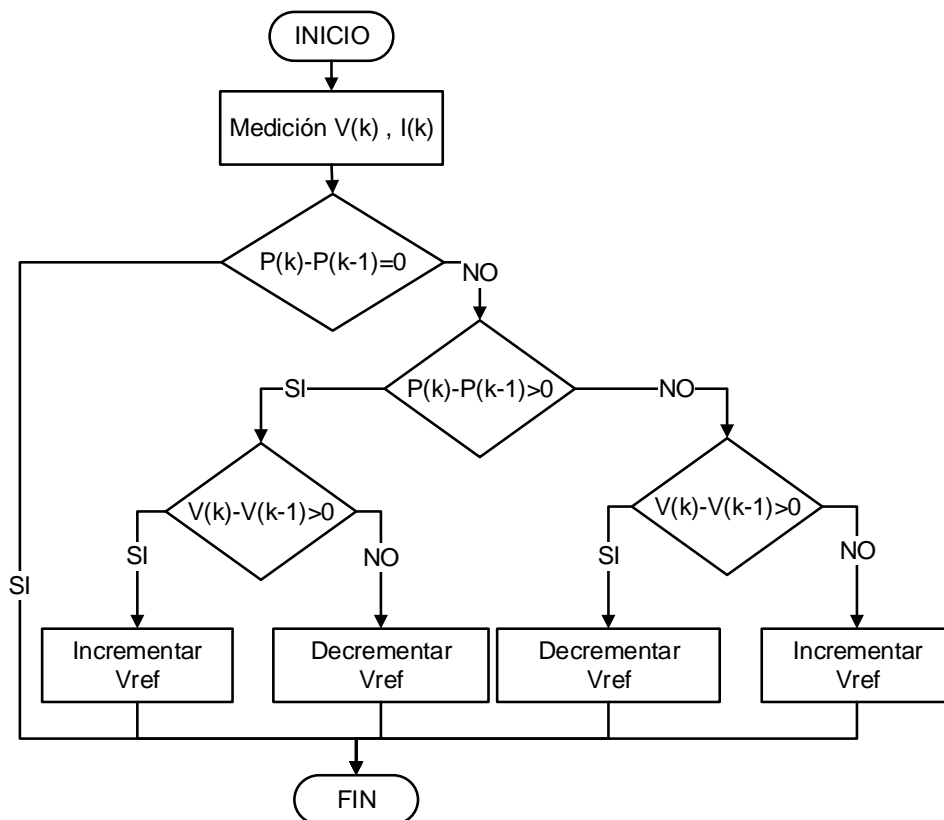 INICIO
Medición V(k) , I(k)
P(k)-P(k-1)=0
NO
P(k)-P(k-1)>0
SI
NO
V(k)-V(k-1)>0
V(k)-V(k-1)>0
SI
NO
SI
NO
SI
Incrementar
Vref
Decrementar
Vref
Decrementar
Vref
Incrementar
Vref
FIN